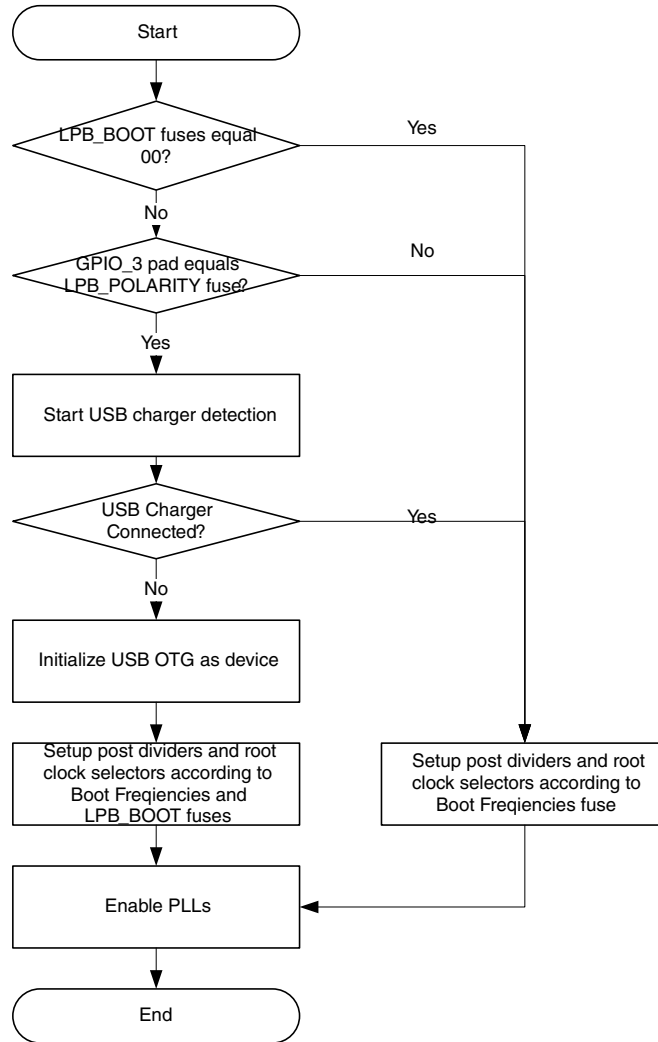 Start
LPB_BOOT fuses equal
00?
Yes
No
GPIO_3 pad equals
LPB_POLARITY fuse?
No
Yes
Start USB charger detection
USB Charger
Connected?
Yes
No
Initialize USB OTG as device
Setup post dividers and root
clock selectors according to
Boot Freqiencies and
LPB_BOOT fuses
Setup post dividers and root
clock selectors according to
Boot Freqiencies fuse
Enable PLLs
End